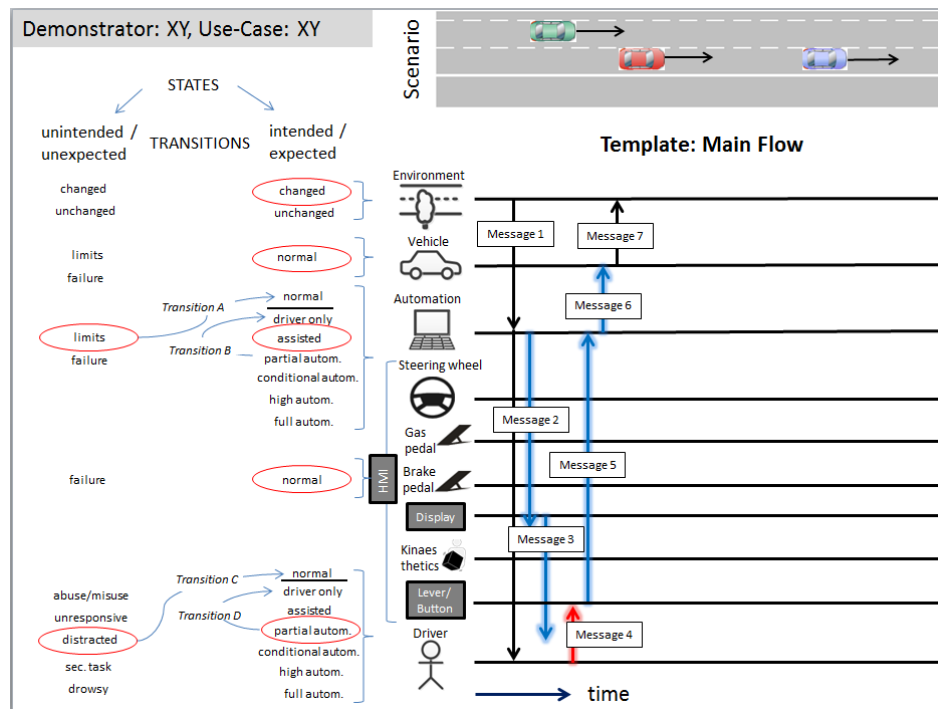 Demonstrator: XY, Use-Case: XY
Scenario
STATES
unintended /
unexpected
TRANSITIONS
intended /
expected
Template: Main Flow
changed
unchanged
changed
unchanged
Environment
Message 1
Message 7
limits
failure
normal
Vehicle
Message 6
Transition A
limits
failure
Transition B
normal
driver only
assisted
partial autom.
conditional autom.
high autom.
full autom.
Automation
HMI
Steering wheel
Message 2
Gas
pedal
Message 5
failure
normal
Brake
pedal
Display
Message 3
Kinaes
thetics
Lever/
Button
Message 4
Transition C
abuse/misuse
unresponsive
Transition D
distracted
sec. task
drowsy
normal
driver only
assisted
partial autom.
conditional autom.
high autom.
full autom.
Driver
time